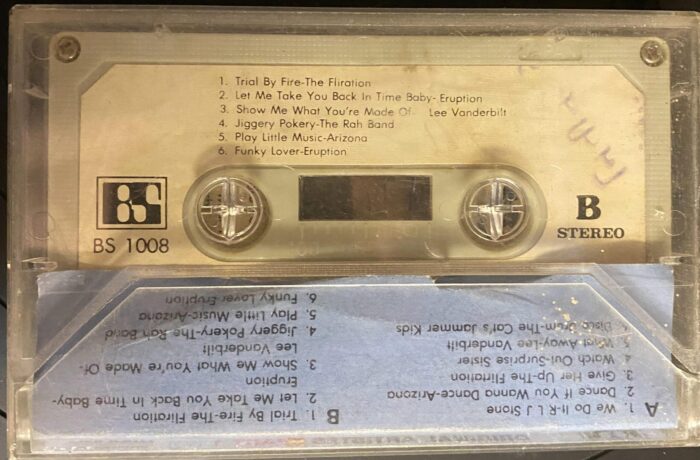 1. Trial By Fire-The Fliration
2. Let Me Take You Back In Time Baby- Eruption
3. Show Me What You're Made Of- Lee Vanderbilt
4. Jiggery Pokery-The Rah Band
5. Play Little Music-Arizona
6. Funky Lover-Eruption
BS
BS 1008
B
STEREO
A
1. We Do It-R L J Stone
2. Dance If You Wanna Dance-Arizona
3. Give Her Up-The Flirtation
4. Watch Out-Surprise Sister
5. Away-Lee Vanderbilt
6. Disco Drum-The Cat's Jammer Kids
B
1. Trial By Fire-The Fliration
2. Let Me Take You Back In Time Baby-
Eruption
3. Show Me What You're Made Of-
Lee Vanderbilt
4. Jiggery Pokery-The Rah Band
5. Play Little Music-Arizona
6. Funky Lover-Eruption